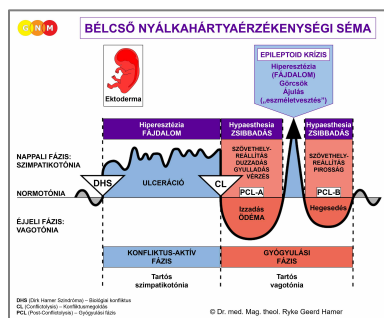 GNM
BÉLCSŐ NYÁLKAHÁRTYAÉRZÉKENYSÉGI SÉMA
Ektoderma
EPILEPTOID KRÍZIS
Hiperesztézia
(FÁJDALOM)
Görcsök
Ájulás
(„eszméletvesztés”)
Hiperesztézia
FÁJDALOM
Hypaesthesia
ZSIBBADÁS
Hypaesthesia
ZSIBBADÁS
NAPPALI FÁZIS:
SZIMPATIKOTÓNIA
NORMOTÓNIA
ÉJJELI FÁZIS:
VAGOTÓNIA
DHS
ULCERÁCIÓ
CL
SZÖVETHELY-
REÁLLÍTÁS
DUZZADÁS
GYULLADÁS
VÉRZÉS
PCL-A
Izzadás
ÖDÉMA
SZÖVETHELY-
REÁLLÍTÁS
PIROSSÁG
PCL-B
Hegesedés
KONFLIKTUS-AKTÍV
FÁZIS
GYÓGYULÁSI
FÁZIS
Tartós
szimpatikotónia
Tartós
vagotónia
DHS (Dirk Hamer Szindróma) – Biológiai konfliktus
CL (Conflictolysis) – Konfliktusmegoldás
PCL (Post-Conflictolysis) – Gyógyulási fázis
© Dr. med. Mag. theol. Ryke Geerd Hamer